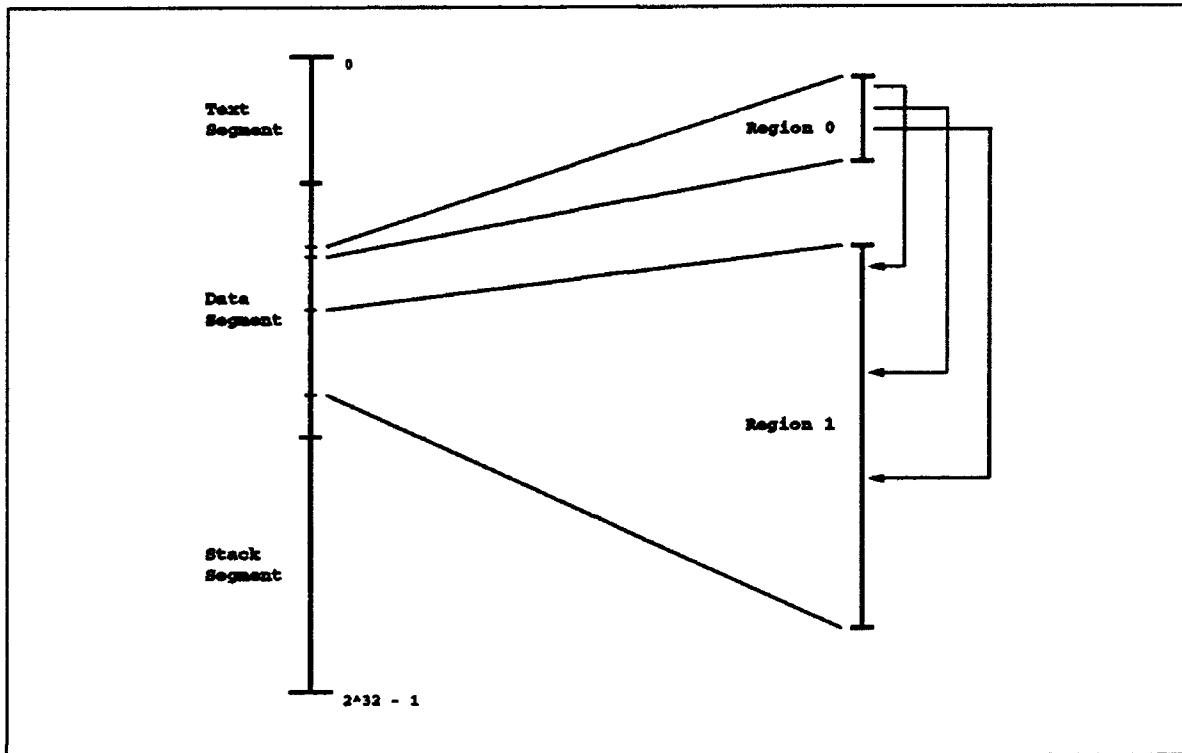 0
Text
Segment
Region 0
Data
Segment
Region 1
Stack
Segment
2^32 - 1